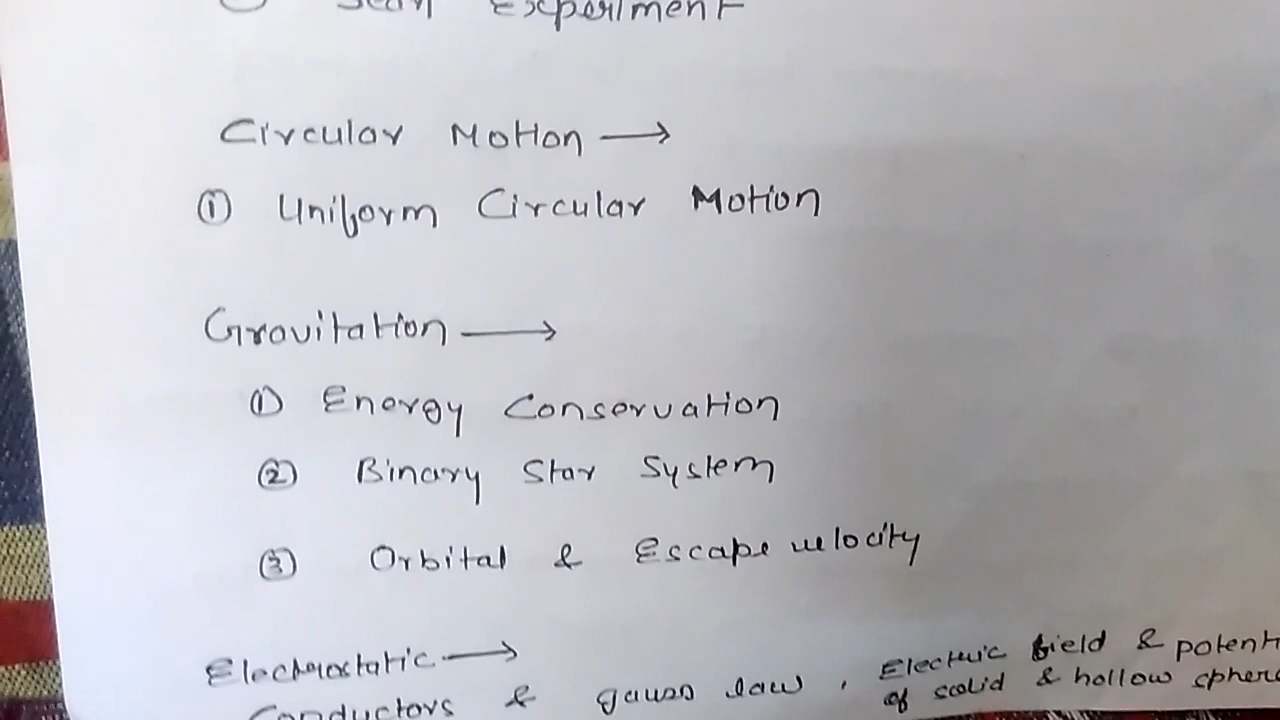 Experiment
Circular Motion →
① Uniform Circular Motion
Gravitation →
① Energy Conservation
② Binary Star System
③ Orbital & Escape velocity
Electrostatic →
Conductors & gauss law , Electric field & potenti
of solid & hollow sphere